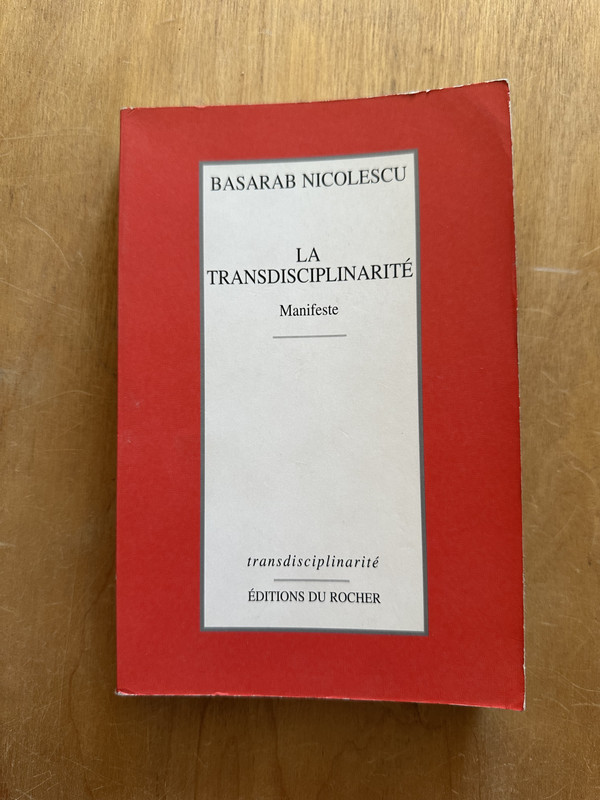 BASARAB NICOLESCU
LA
TRANSDISCIPLINARITÉ
Manifeste
transdisciplinarité
ÉDITIONS DU ROCHER